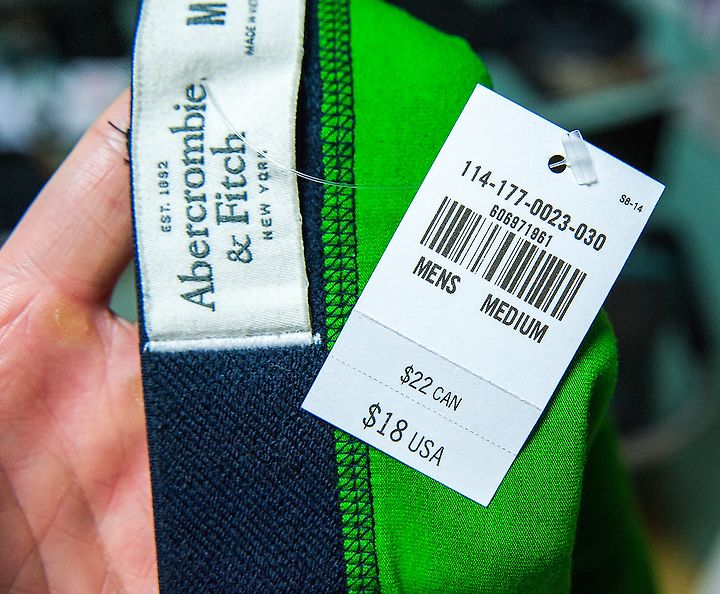 M
EST. 1892
Abercrombie
& Fitch
NEW YORK
S8-14
114-177-0023-030
606971961
MENS MEDIUM
$22 CAN
$18 USA